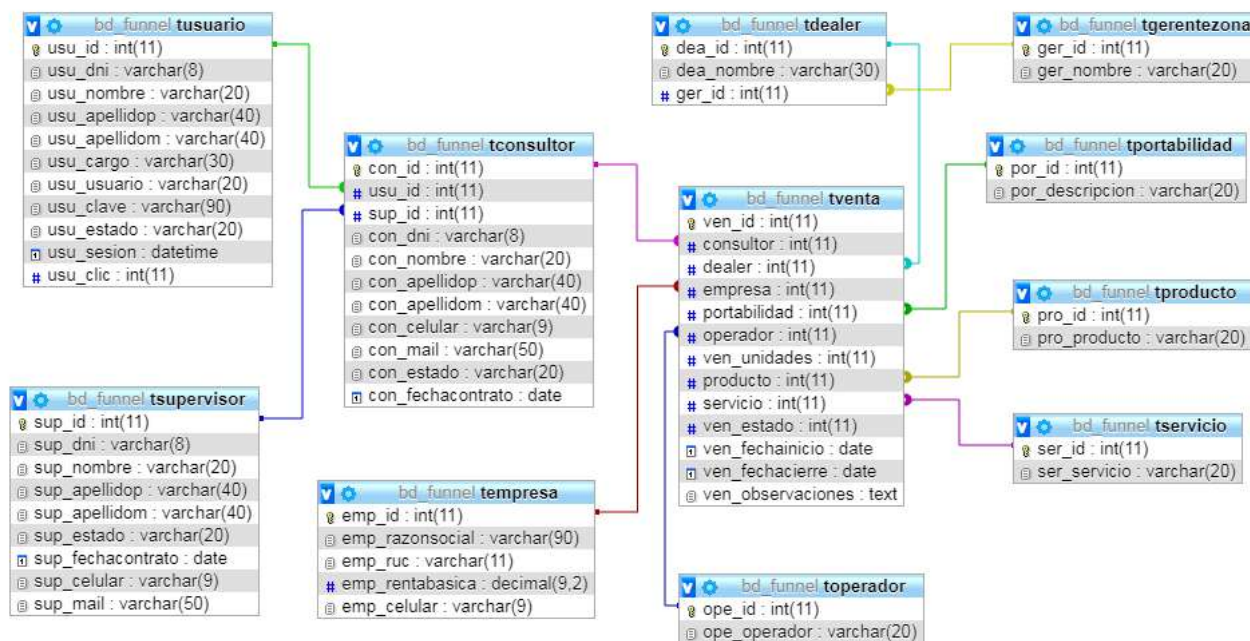 bd_funnel tusuario
usu_id : int(11)
usu_dni : varchar(8)
usu_nombre : varchar(20)
usu_apellidop : varchar(40)
usu_apellidom : varchar(40)
usu_cargo : varchar(30)
usu_usuario : varchar(20)
usu_clave : varchar(90)
usu_estado : varchar(20)
usu_sesion : datetime
# usu_clic : int(11)
bd_funnel tsupervisor
sup_id : int(11)
sup_dni : varchar(8)
sup_nombre : varchar(20)
sup_apellidop : varchar(40)
sup_apellidom : varchar(40)
sup_estado : varchar(20)
sup_fechacontrato : date
sup_celular : varchar(9)
sup_mail : varchar(50)
bd_funnel tconsultor
con_id : int(11)
# usu_id : int(11)
# sup_id : int(11)
con_dni : varchar(8)
con_nombre : varchar(20)
con_apellidop : varchar(40)
con_apellidom : varchar(40)
con_celular : varchar(9)
con_mail : varchar(50)
con_estado : varchar(20)
con_fechacontrato : date
bd_funnel tempresa
emp_id : int(11)
emp_razonsocial : varchar(90)
emp_ruc : varchar(11)
# emp_rentabasica : decimal(9,2)
emp_celular : varchar(9)
bd_funnel tdealer
dea_id : int(11)
dea_nombre : varchar(30)
# ger_id : int(11)
bd_funnel tventa
ven_id : int(11)
# consultor : int(11)
# dealer : int(11)
# empresa : int(11)
# portabilidad : int(11)
# operador : int(11)
# ven_unidades : int(11)
# producto : int(11)
# servicio : int(11)
# ven_estado : int(11)
ven_fechainicio : date
ven_fechacierre : date
ven_observaciones : text
bd_funnel toperador
ope_id : int(11)
ope_operador : varchar(20)
bd_funnel tgerentezona
ger_id : int(11)
ger_nombre : varchar(20)
bd_funnel tportabilidad
por_id : int(11)
por_descripcion : varchar(20)
bd_funnel tproducto
pro_id : int(11)
pro_producto : varchar(20)
bd_funnel tservicio
ser_id : int(11)
ser_servicio : varchar(20)